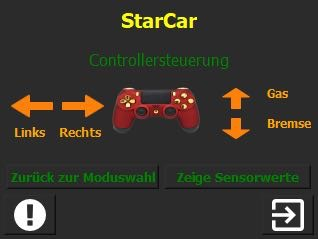 StarCar
Controllersteuerung
Gas
Links Rechts
Bremse
Zurück zur Moduswahl
Zeige Sensorwerte